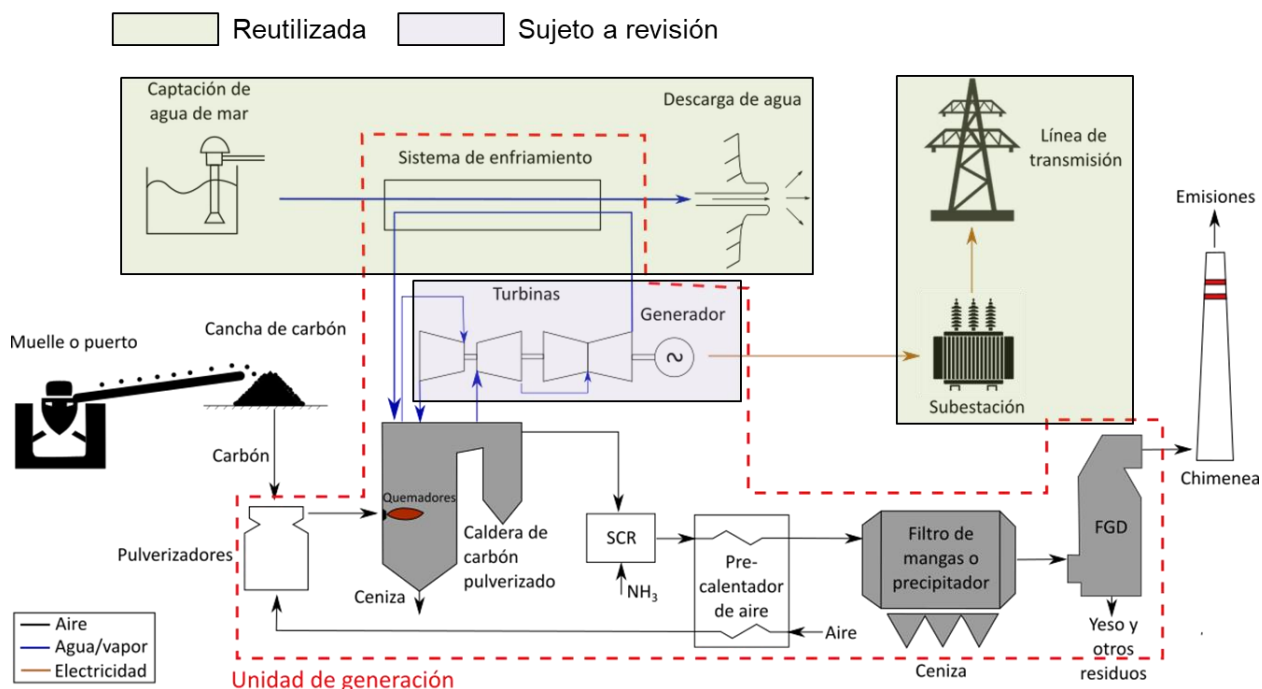 Reutilizada
Sujeto a revisión
Captación de
agua de mar
Descarga de agua
Sistema de enfriamiento
Línea de
transmisión
Emisiones
Turbinas
Generador
Muelle o puerto
Cancha de carbón
Subestación
Carbón
Chimenea
Quemadores
Pulverizadores
Caldera de
carbón
pulverizado
SCR
Filtro de
mangas o
precipitador
FGD
Pre-
calentador
de aire
NH₃
Ceniza
Aire
Ceniza
Yeso y
otros
residuos
Aire
Agua/vapor
Electricidad
Unidad de generación